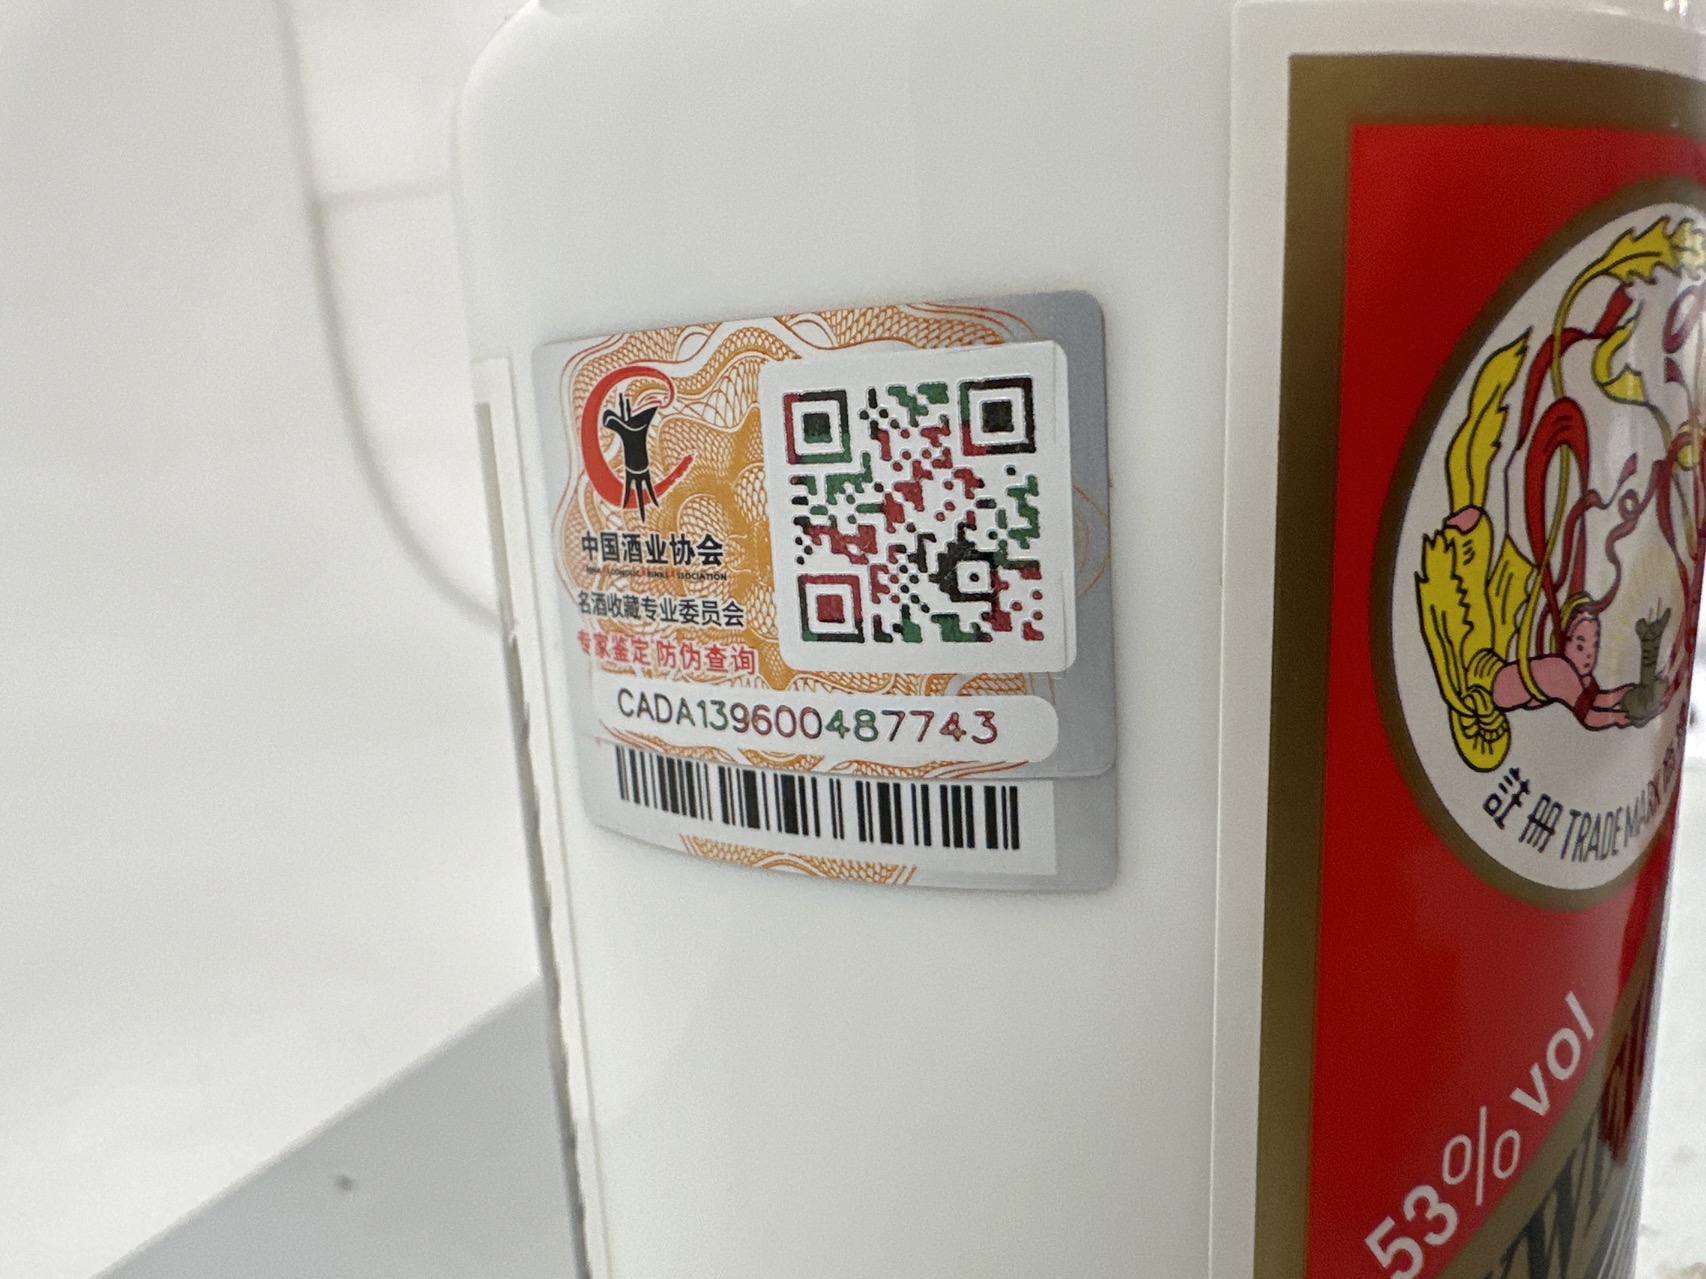 中国酒业协会
名酒收藏专业委员会
专家鉴定 防伪查询
CADA139600487743
註冊 TRADE MARK
53% vol